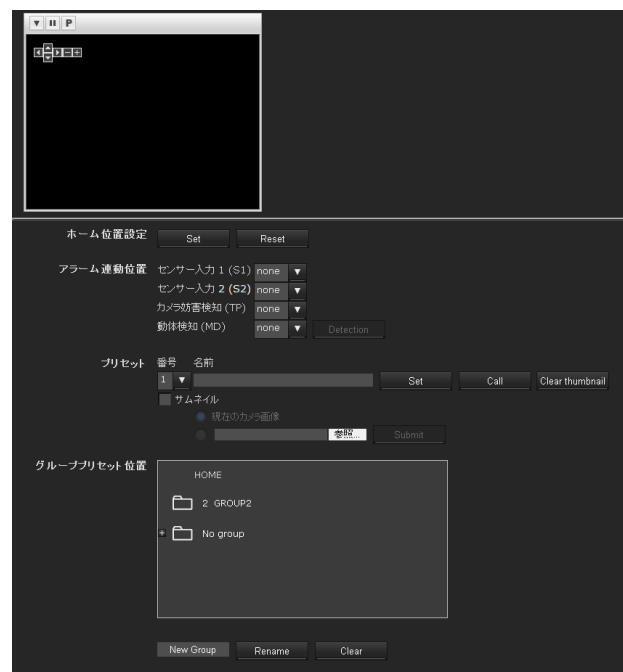 P
ホーム位置設定 Set Reset
アラーム連動位置 センサー入力 1 (S1) none
センサー入力 2 (S2) none
カメラ妨害検知 (TP) none
動体検知 (MD) none Detection
プリセット 番号 名前
1 Set Call Clear thumbnail
サムネイル
現在のカメラ画像
参照... Submit
グループプリセット位置
HOME
2 GROUP2
No group
New Group Rename Clear